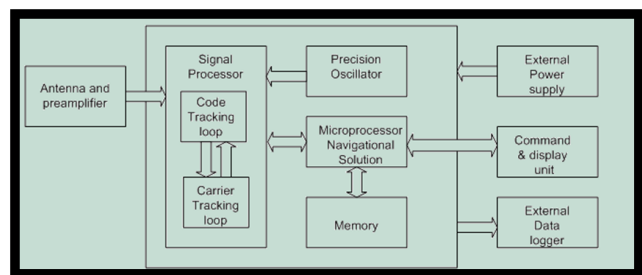 Antenna and
preamplifier
Signal
Processor
Code
Tracking
loop
Carrier
Tracking
loop
Precision
Oscillator
Microprocessor
Navigational
Solution
Memory
External
Power
supply
Command
& display
unit
External
Data
logger